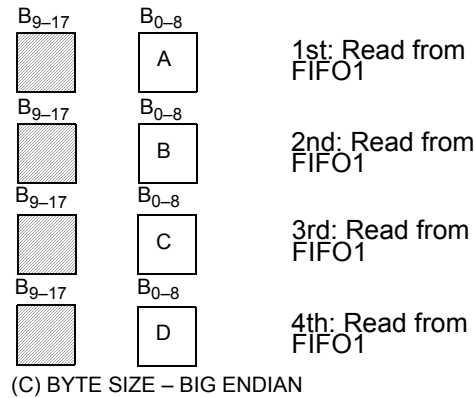 B9–17 B0–8
A 1st: Read from
FIFO1
B9–17 B0–8
B 2nd: Read from
FIFO1
B9–17 B0–8
C 3rd: Read from
FIFO1
B9–17 B0–8
D 4th: Read from
FIFO1
(C) BYTE SIZE – BIG ENDIAN